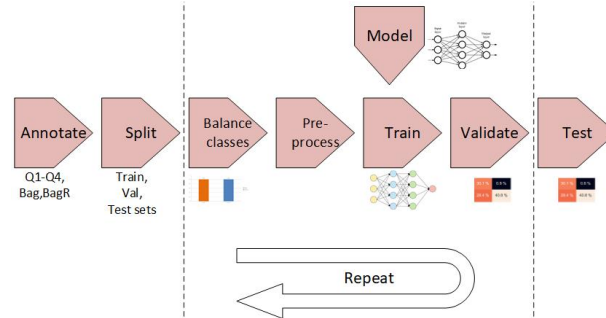 Model
Annotate
Split
Balance
classes
Pre-
process
Train
Validate
Test
Q1-Q4,
Bag,BagR
Train,
Val,
Test sets
Repeat